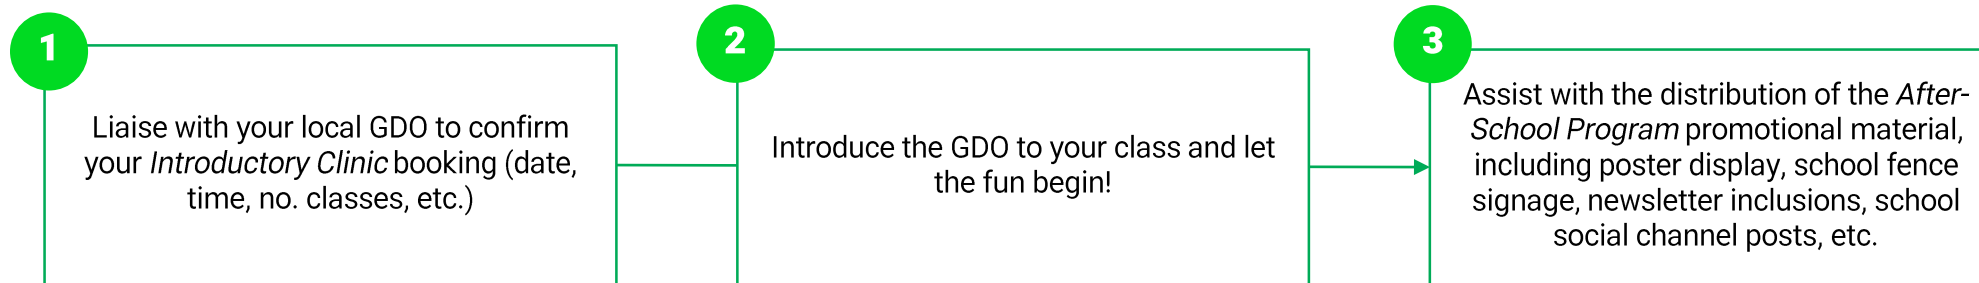 1
Liaise with your local GDO to confirm
your Introductory Clinic booking (date,
time, no. classes, etc.)
2
Introduce the GDO to your class and let
the fun begin!
3
Assist with the distribution of the After-
School Program promotional material,
including poster display, school fence
signage, newsletter inclusions, school
social channel posts, etc.